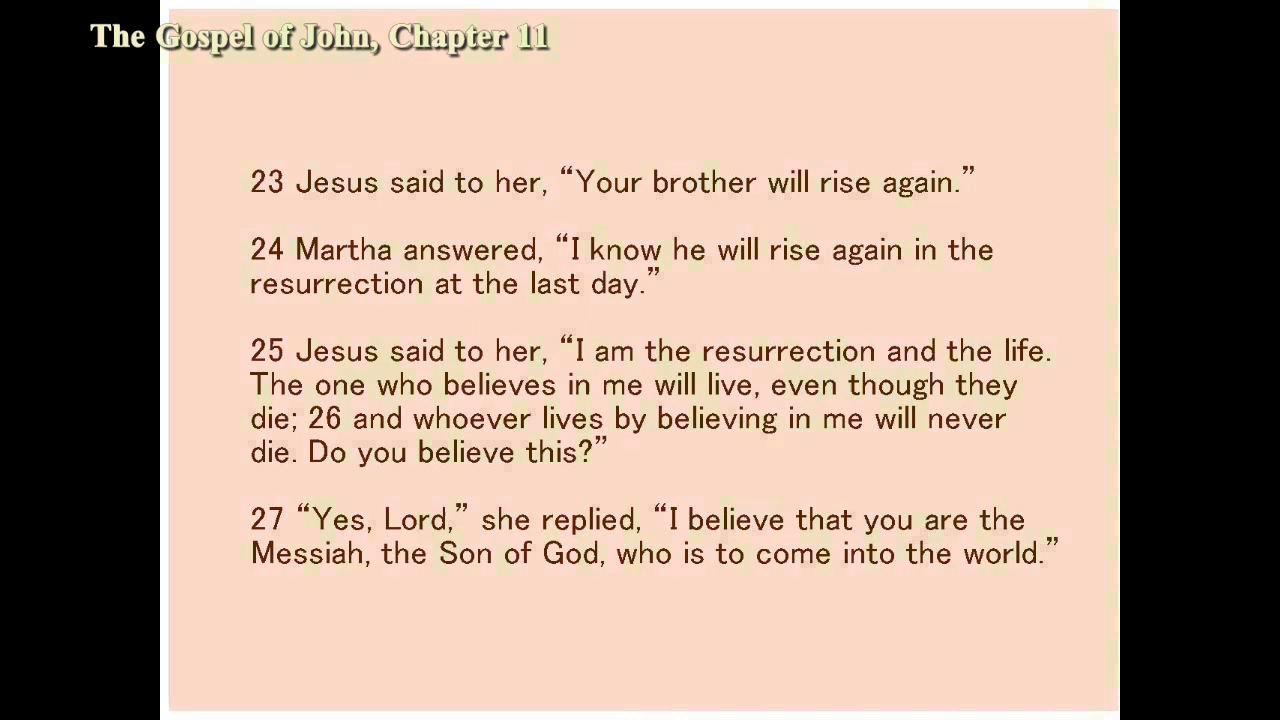 The Gospel of John, Chapter 11
23 Jesus said to her, “Your brother will rise again.”
24 Martha answered, “I know he will rise again in the
resurrection at the last day.”
25 Jesus said to her, “I am the resurrection and the life.
The one who believes in me will live, even though they
die; 26 and whoever lives by believing in me will never
die. Do you believe this?”
27 “Yes, Lord,” she replied, “I believe that you are the
Messiah, the Son of God, who is to come into the world.”